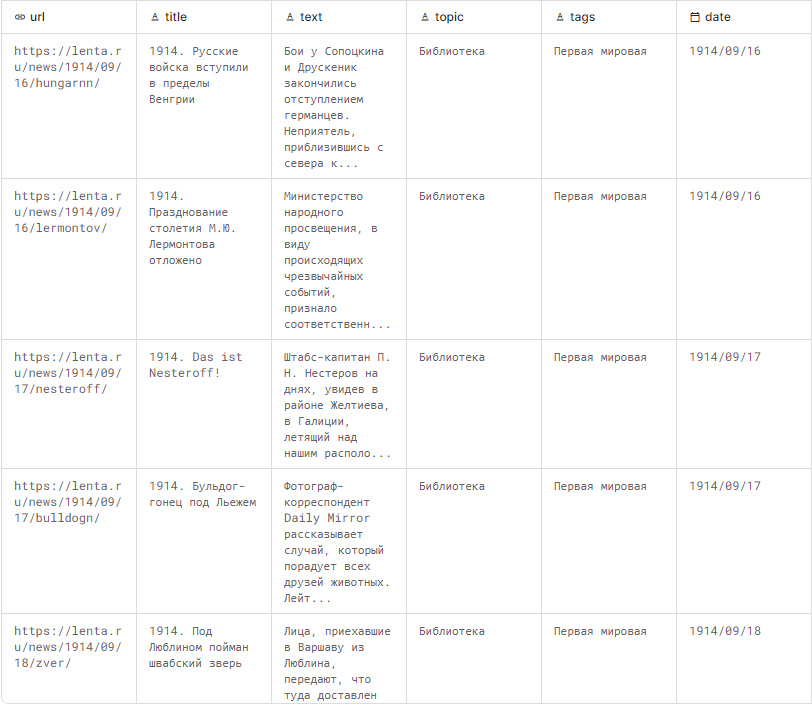 url
title
text
topic
tags
date
https://lenta.r
u/news/1914/09/
16/hungarnn/
1914. Русские
войска вступили
в пределы
Венгрии
Бои у Сопоцкина
и Друскеник
закончились
отступлением
германцев.
Неприятель,
приблизившись с
севера к...
Библиотека
Первая мировая
1914/09/16
https://lenta.r
u/news/1914/09/
16/lermontov/
1914.
Празднование
столетия М.Ю.
Лермонтова
отложено
Министерство
народного
просвещения, в
виду
происходящих
чрезвычайных
событий,
признало
соответственн...
Библиотека
Первая мировая
1914/09/16
https://lenta.r
u/news/1914/09/
17/nesteroff/
1914. Das ist
Nesteroff!
Штабс-капитан П.
Н. Нестеров на
днях, увидев в
районе Желтиева,
в Галиции,
летящий над
нашим располо...
Библиотека
Первая мировая
1914/09/17
https://lenta.r
u/news/1914/09/
17/bulldogn/
1914. Бульдог-
гонец под Льежем
Фотограф-
корреспондент
Daily Mirror
рассказывает
случай, который
порадует всех
друзей животных.
Лейт...
Библиотека
Первая мировая
1914/09/17
https://lenta.r
u/news/1914/09/
18/zver/
1914. Под
Люблином пойман
швабский зверь
Лица, приехавшие
в Варшаву из
Люблина,
передают, что
туда доставлен
Библиотека
Первая мировая
1914/09/18